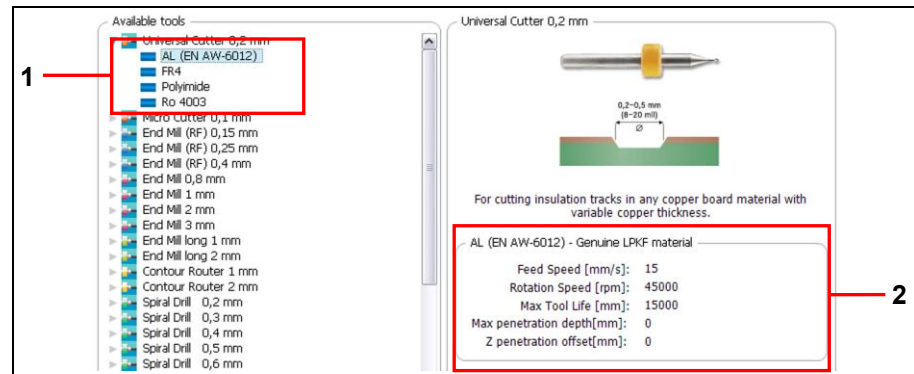 Available tools
Universal Cutter 0,2 mm
AL (EN AW-6012)
FR4
Polyimide
Ro 4003
Micro Cutter 0,1 mm
End Mill (RF) 0,15 mm
End Mill (RF) 0,25 mm
End Mill (RF) 0,4 mm
End Mill 0,8 mm
End Mill 1 mm
End Mill 2 mm
End Mill 3 mm
End Mill long 1 mm
End Mill long 2 mm
Contour Router 1 mm
Contour Router 2 mm
Spiral Drill 0,2 mm
Spiral Drill 0,3 mm
Spiral Drill 0,4 mm
Spiral Drill 0,5 mm
Spiral Drill 0,6 mm
1
Universal Cutter 0,2 mm
0,2-0,5 mm
(8-20 mil)
Ø
For cutting insulation tracks in any copper board material with
variable copper thickness.
AL (EN AW-6012) - Genuine LPKF material
Feed Speed [mm/s]: 15
Rotation Speed [rpm]: 45000
Max Tool Life [mm]: 15000
Max penetration depth[mm]: 0
Z penetration offset[mm]: 0
2